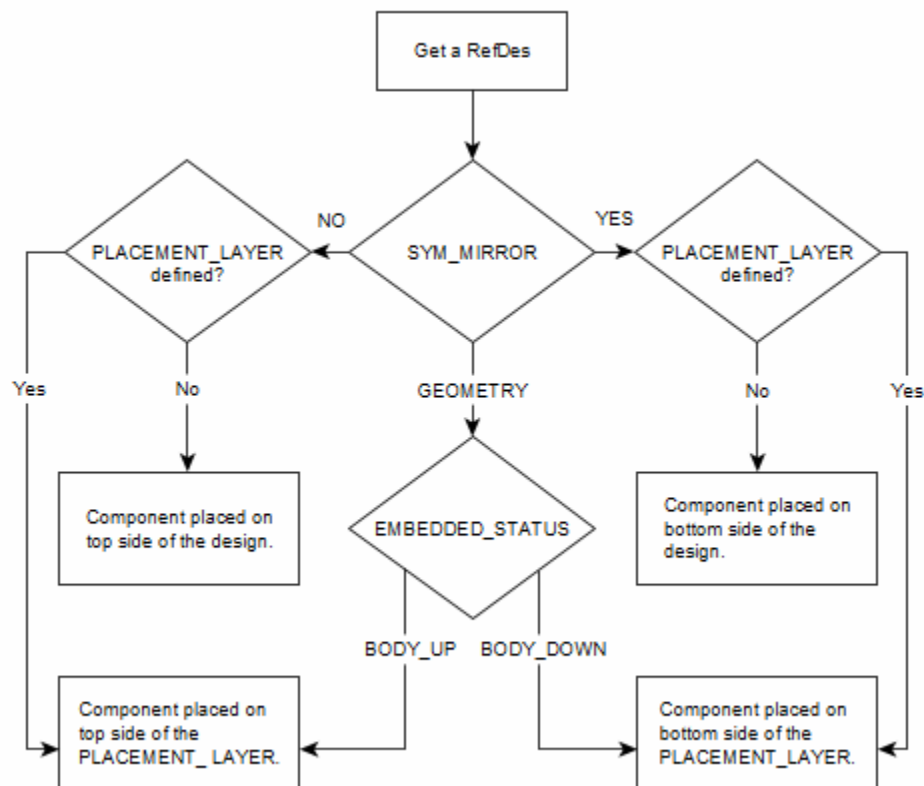 Get a RefDes
NO
YES
PLACEMENT_LAYER
defined?
SYM_MIRROR
PLACEMENT_LAYER
defined?
Yes
No
GEOMETRY
No
Yes
Component placed on
top side of the design.
EMBEDDED_STATUS
Component placed on
bottom side of the
design.
BODY_UP
BODY_DOWN
Component placed on
top side of the
PLACEMENT_ LAYER.
Component placed on
bottom side of the
PLACEMENT_LAYER.